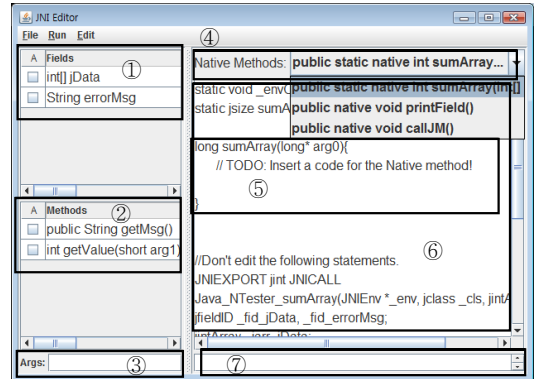 JNI Editor
File Run Edit
④
A Fields
int[] jData
①
String errorMsg
Native Methods: public static native int sumArray...
public static native int sumArray(int[]
public native void printField()
public native void callJM()
static void _env
static jsize sumA
long sumArray(long* arg0){
// TODO: Insert a code for the Native method!
⑤
}
A Methods
②
public String getMsg()
int getValue(short arg1)
⑥
//Don't edit the following statements.
JNIEXPORT jint JNICALL
Java_NTester_sumArray(JNIEnv *_env, jclass _cls, jintA
jfieldID _fid_jData, _fid_errorMsg;
jintArray _jarr_jData;
Args:
③
⑦